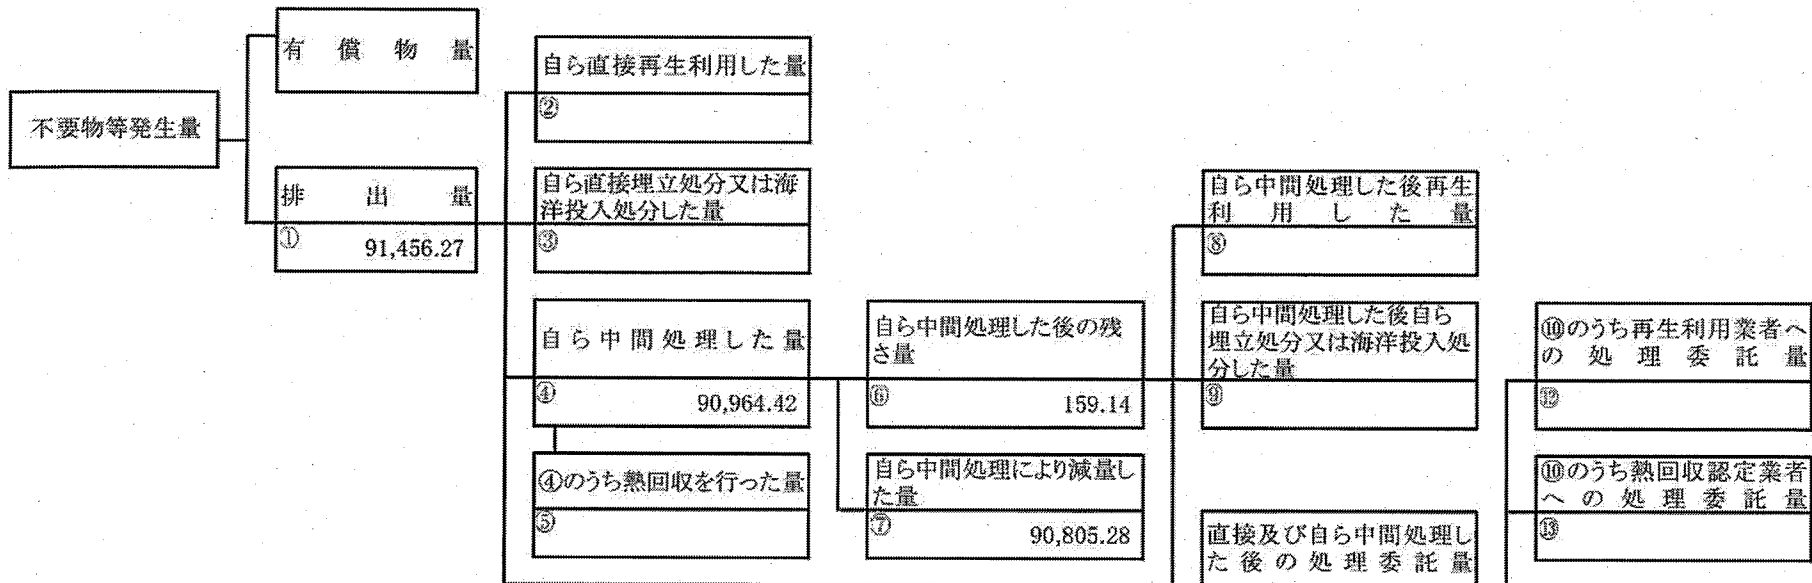 有償物量
不要物等発生量
排出量
①
91,456.27
自ら直接再生利用した量
②
自ら直接埋立処分又は海
洋投入処分した量
③
自ら中間処理した量
④
90,964.42
④のうち熱回収を行った量
⑤
自ら中間処理した後の残
さ量
⑥
159.14
自ら中間処理により減量し
た量
⑦
90,805.28
自ら中間処理した後再生
利用した量
⑧
自ら中間処理した後自ら
埋立処分又は海洋投入処
分した量
⑨
直接及び自ら中間処理し
た後の処理委託量
⑩のうち再生利用業者へ
の処理委託量
⑫
⑩のうち熱回収認定業者
への処理委託量
⑬